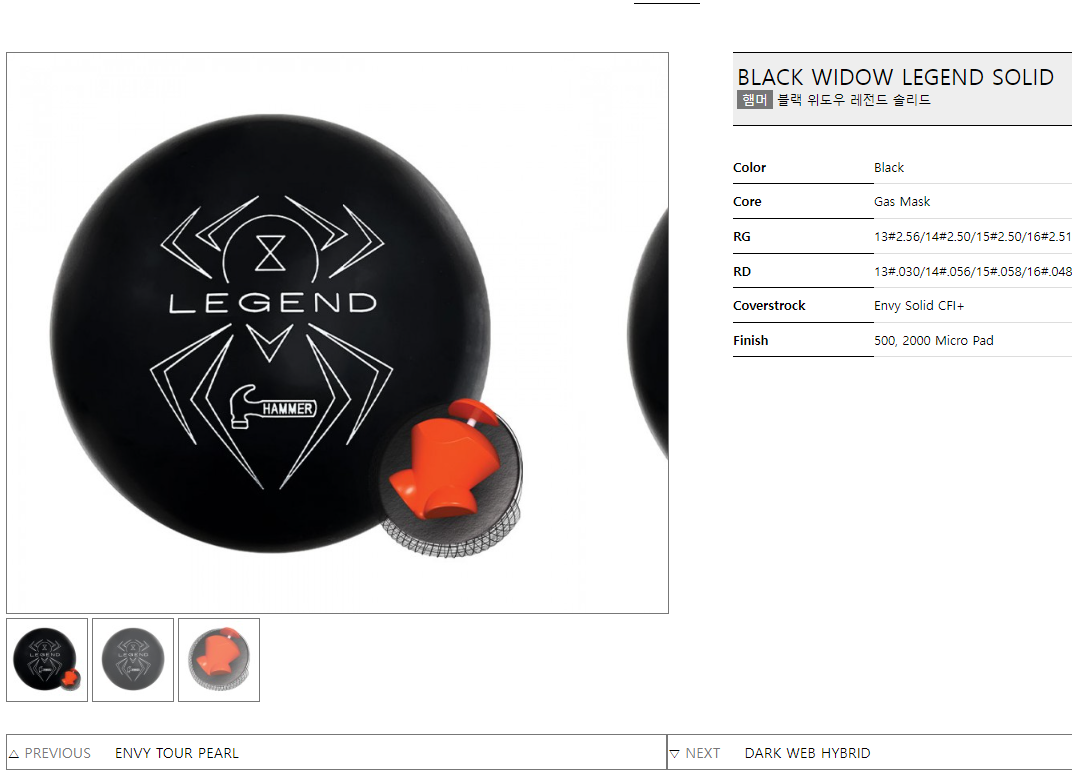 LEGEND
HAMMER
BLACK WIDOW LEGEND SOLID
햄머 블랙 위도우 레전드 솔리드
Color Black
Core Gas Mask
RG 13#2.56/14#2.50/15#2.50/16#2.51
RD 13#.030/14#.056/15#.058/16#.048
Coverstrock Envy Solid CFI+
Finish 500, 2000 Micro Pad
LEGEND
LEGEND
△ PREVIOUS ENVY TOUR PEARL
▽ NEXT DARK WEB HYBRID